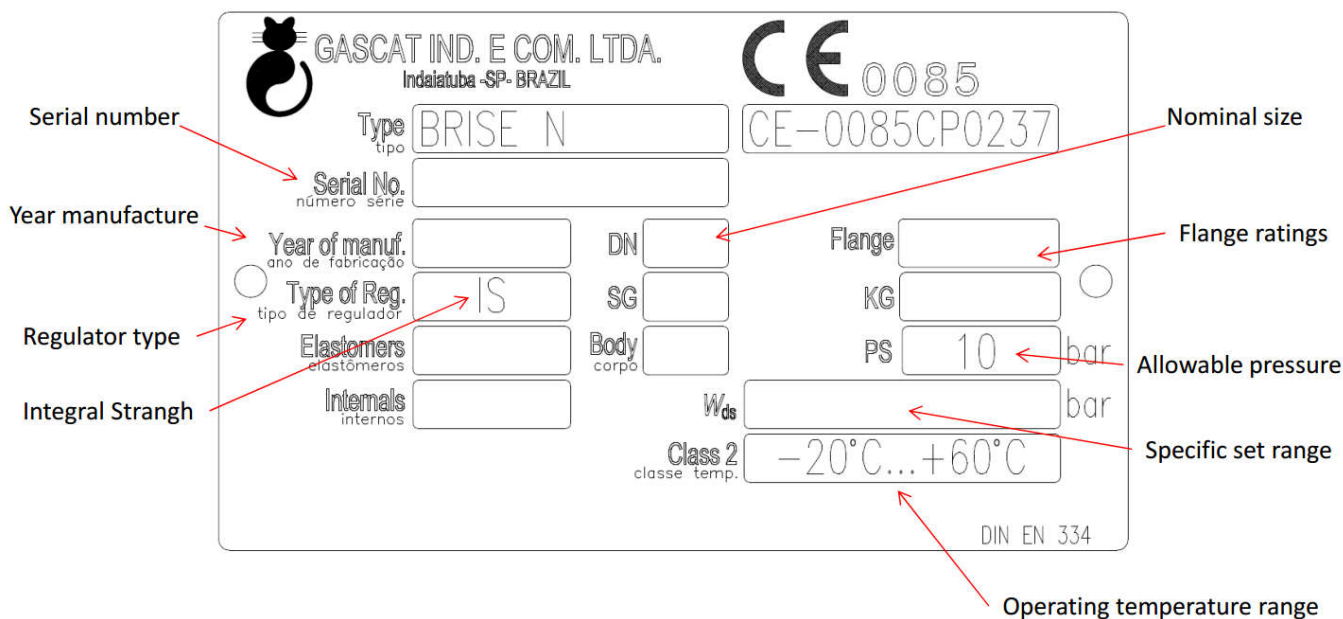 GASCAT IND. E COM. LTDA.
Indaiatuba -SP- BRAZIL
CE 0085
Serial number
Type
tipo
BRISE N
CE-0085CP0237
Nominal size
Serial No.
número série
Year manufacture
Year of manuf.
ano de fabricação
DN
Flange
Flange ratings
Type of Reg.
tipo de regulador
IS
SG
KG
Regulator type
Elastomers
elastômeros
Body
corpo
PS
10
bar
Allowable pressure
Integral Strangh
Internals
internos
Wds
bar
Specific set range
Class 2
classe temp.
-20°C...+60°C
DIN EN 334
Operating temperature range